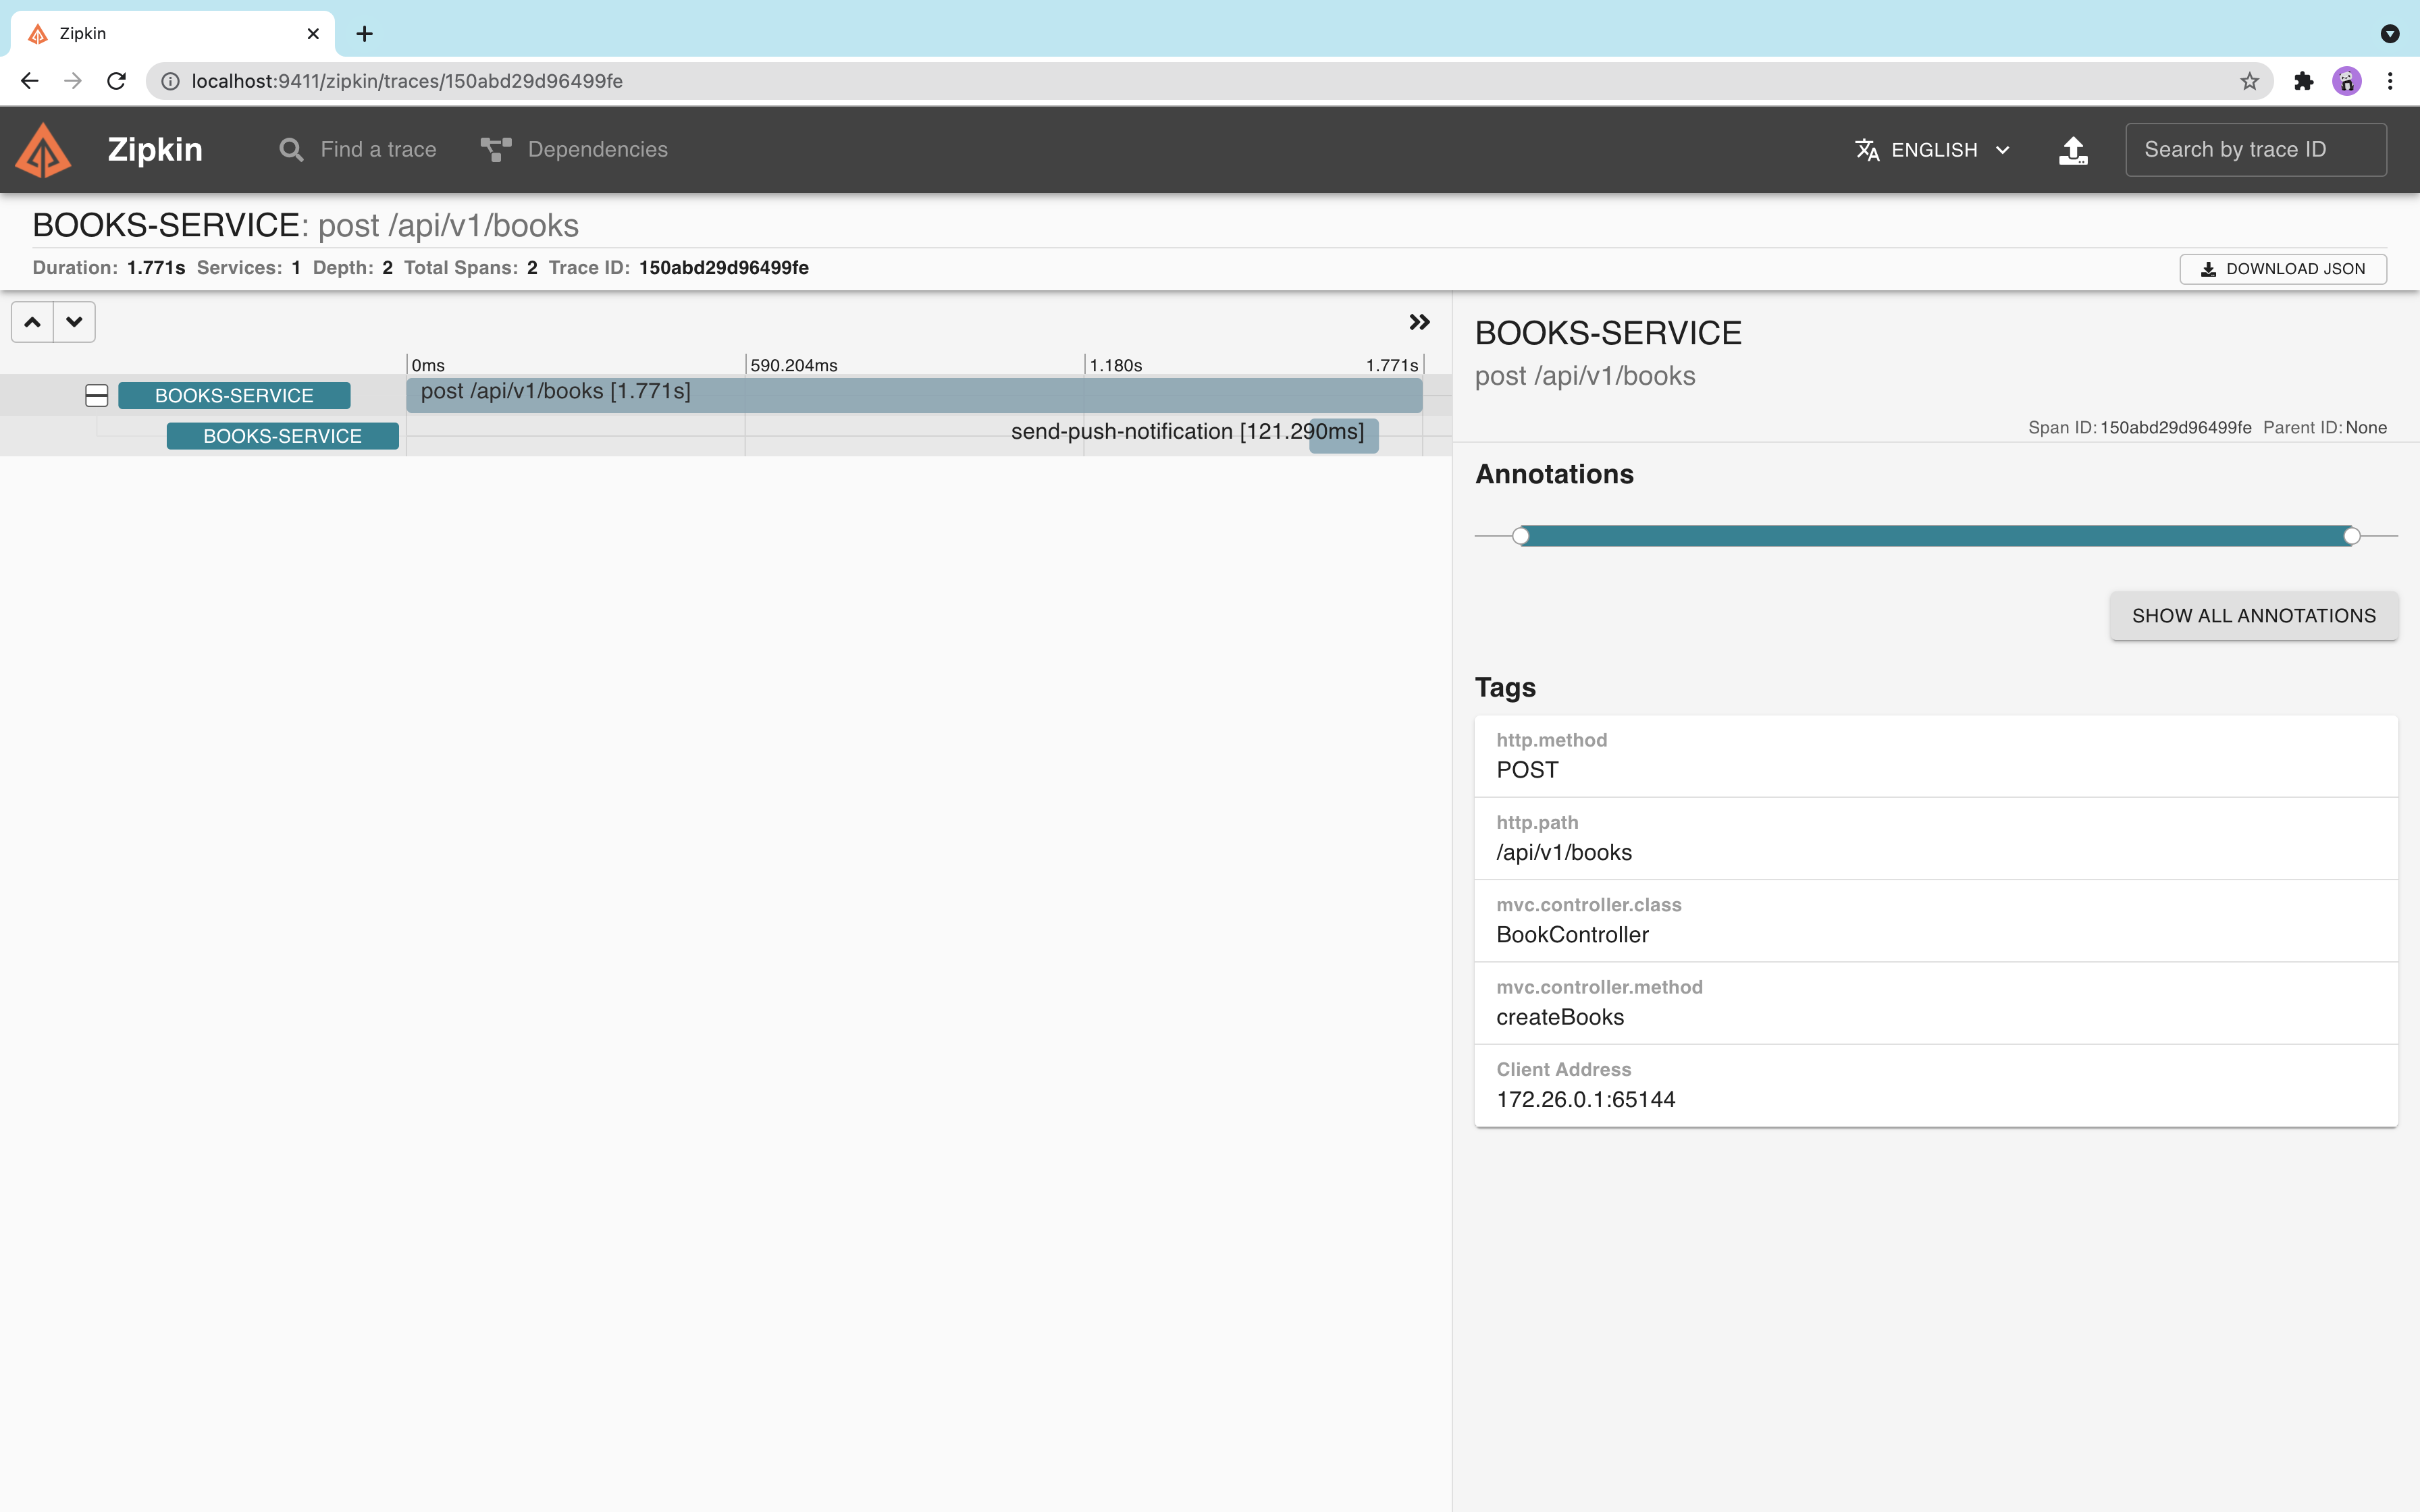 Zipkin
localhost:9411/zipkin/traces/150abd29d96499fe
Zipkin Find a trace Dependencies ENGLISH Search by trace ID
BOOKS-SERVICE: post /api/v1/books
Duration: 1.771s Services: 1 Depth: 2 Total Spans: 2 Trace ID: 150abd29d96499fe DOWNLOAD JSON
0ms 590.204ms 1.180s 1.771s
BOOKS-SERVICE post /api/v1/books [1.771s]
BOOKS-SERVICE send-push-notification [121.290ms]
BOOKS-SERVICE
post /api/v1/books
Span ID: 150abd29d96499fe Parent ID: None
Annotations
SHOW ALL ANNOTATIONS
Tags
http.method
POST
http.path
/api/v1/books
mvc.controller.class
BookController
mvc.controller.method
createBooks
Client Address
172.26.0.1:65144